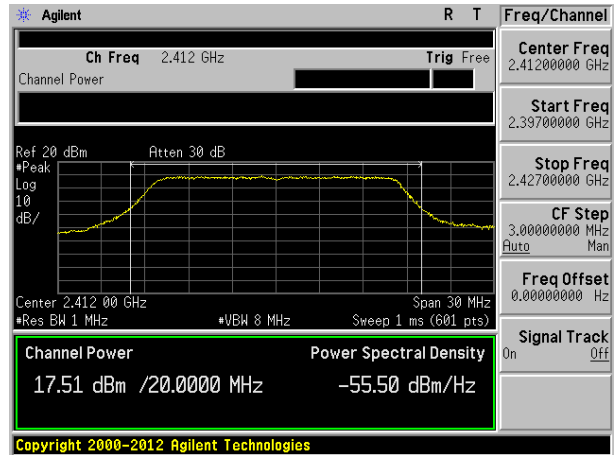 Agilent R T Freq/Channel
Ch Freq 2.412 GHz Trig Free
Channel Power
Center Freq
2.41200000 GHz
Start Freq
2.39700000 GHz
Stop Freq
2.42700000 GHz
CF Step
3.00000000 MHz
Auto Man
Freq Offset
0.00000000 Hz
Signal Track
On Off
Ref 20 dBm Atten 30 dB
#Peak
Log
10
dB/
Center 2.412 00 GHz Span 30 MHz
#Res BW 1 MHz #VBW 8 MHz Sweep 1 ms (601 pts)
Channel Power Power Spectral Density
17.51 dBm /20.0000 MHz -55.50 dBm/Hz
Copyright 2000-2012 Agilent Technologies